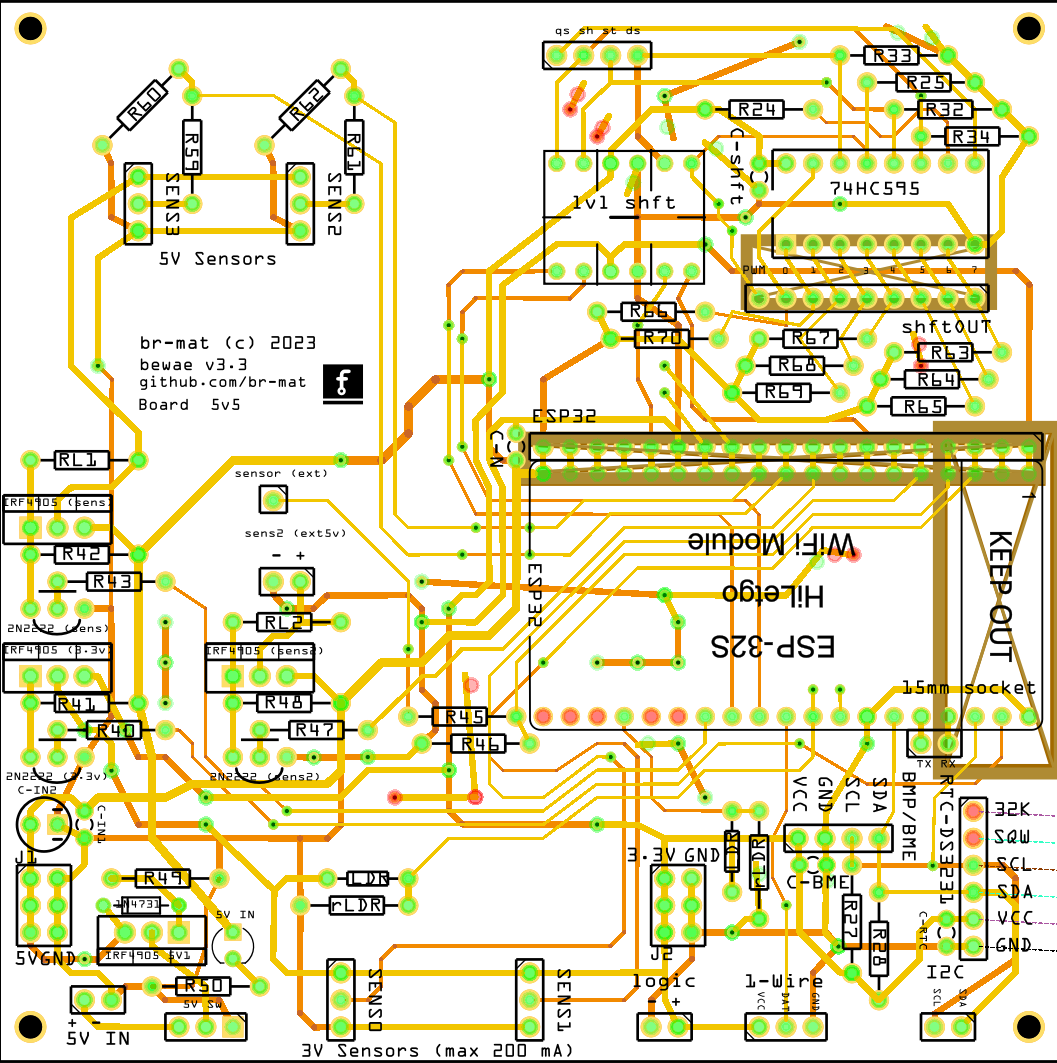 qs sh st ds
R33
R60
R62
R25
R24
R32
R59
R61
R34
C-shft
SENS3
SENS2
74HC595
lvl shft
5V Sensors
PWM 0 1 2 3 4 5 6 7
R66
shftOUT
br-mat (c) 2023
R70
R67
R63
bewae v3.3
R68
R64
github.com/br-mat
f
R69
R65
Board 5v5
ESP32
C-N
RL1
sensor (ext)
IRF4905 (sens)
1
sens2 (ext5v)
WiFi Module
KEEP OUT
R42
- +
R43
ESP32
HiLetgo
2N2222 (sens)
RL2
IRF4905 (3.3v)
IRF4905 (sens2)
ESP-32S
15mm socket
R41
R48
R45
R40
R47
R46
TX RX
2N2222 (3.3v)
2N2222 (sens2)
C-IN2
VCC
GND
SCL
SDA
BMP/BME
RTC-DS3231
C-IN1
32K
-
SQW
J1
3.3V GND
LDR
rLDR
SCL
R49
LDR
C-BME
SDA
1N4731
rLDR
5V IN
R27
C-RTC
VCC
R28
GND
5VGND
IRF4905 5V1
J2
SENS0
SENS1
I2C
R50
logic
1-Wire
5V SW
- +
VCC
DAT
GND
SCL
SDA
+ -
5V IN
3V Sensors (max 200 mA)